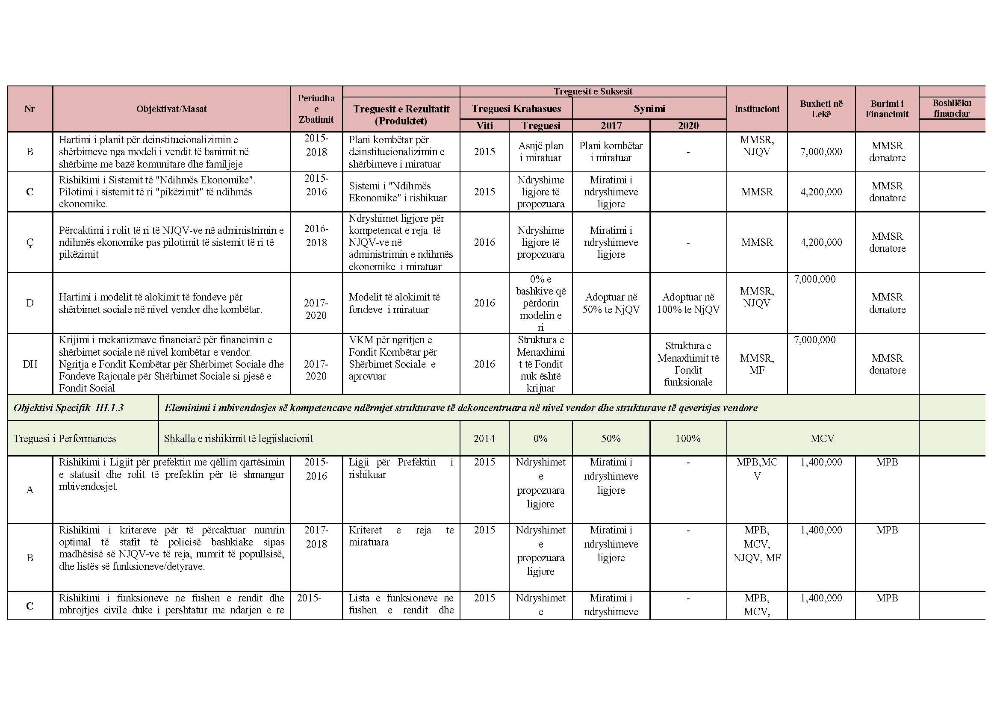 Nr
Objektivat/Masat
Periudha
e
Zbatimit
Treguesit e Rezultatit
(Produktet)
Treguesit e Suksesit
Treguesi Krahasues
Synimi
Viti
Treguesi
2017
2020
Institucioni
Buxheti në
Lekë
Burimi i
Financimit
Boshllëku
financiar
B
Hartimi i planit për deinstitucionalizimin e
shërbimeve nga modeli i vendit të banimit në
shërbime me bazë komunitare dhe familjeje
2015-
2018
Plani kombëtar për
deinstitucionalizimin e
shërbimeve i miratuar
2015
Asnjë plan
i miratuar
Plani kombëtar
i miratuar
-
MMSR,
NJQV
7,000,000
MMSR
donatore
C
Rishikimi i Sistemit të "Ndihmës Ekonomike".
Pilotimi i sistemit të ri "pikëzimit" të ndihmës
ekonomike.
2015-
2016
Sistemi i "Ndihmës
Ekonomike" i rishikuar
2015
Ndryshime
ligjore të
propozuara
Miratimi i
ndryshimeve
ligjore
MMSR
4,200,000
MMSR
donatore
Ç
Përcaktimi i rolit të ri të NJQV-ve në administrimin e
ndihmës ekonomike pas pilotimit të sistemit të ri të
pikëzimit
2016-
2018
Ndryshimet ligjore për
kompetencat e reja  të
NJQV-ve në
administrimin e ndihmës
ekonomike  i miratuar
2016
Ndryshime
ligjore të
propozuara
Miratimi i
ndryshimeve
ligjore
-
MMSR
4,200,000
MMSR
donatore
D
Hartimi i modelit të alokimit të fondeve për
shërbimet sociale në nivel vendor dhe kombëtar.
2017-
2020
Modelit të alokimit të
fondeve  i miratuar
2016
0% e
bashkive që
përdorin
modelin e
ri
Adoptuar në
50% te NjQV
Adoptuar në
100% te NjQV
MMSR,
NJQV
7,000,000
MMSR
donatore
DH
Krijimi i mekanizmave financiarë për financimin e
shërbimet sociale në nivel kombëtar e vendor.
Ngritja e Fondit Kombëtar për Shërbimet Sociale dhe
Fondeve Rajonale për Shërbimet Sociale si pjesë e
Fondit Social
2017-
2020
VKM për ngritjen e
Fondit Kombëtar për
Shërbimet Sociale  e
aprovuar
2016
Struktura e
Menaxhimi
t të Fondit
nuk është
krijuar
Struktura e
Menaxhimit të
Fondit
funksionale
MMSR,
MF
7,000,000
MMSR
donatore
Objektivi Specifik  III.1.3
Eleminimi i mbivendosjes së kompetencave ndërmjet strukturave të dekoncentruara në nivel vendor dhe strukturave të qeverisjes vendore
Treguesi i Performances
Shkalla e rishikimit të legjislacionit
2014
0%
50%
100%
MCV
A
Rishikimi i Ligjit për prefektin me qëllim qartësimin
e statusit dhe rolit të prefektin për të shmangur
mbivendosjet.
2015-
2016
Ligji për Prefektin i
rishikuar
2015
Ndryshimet
e
propozuara
ligjore
Miratimi i
ndryshimeve
ligjore
-
MPB,MC
V
1,400,000
MPB
B
Rishikimi i kritereve për të përcaktuar numrin
optimal të stafit të policisë bashkiake sipas
madhësisë së NJQV-ve të reja, numrit të popullsisë,
dhe listës së funksioneve/detyrave.
2017-
2018
Kriteret e reja te
miratuara
2015
Ndryshimet
e
propozuara
ligjore
Miratimi i
ndryshimeve
ligjore
-
MPB,
MCV,
NJQV, MF
1,400,000
MPB
C
Rishikimi i funksioneve ne fushen e rendit dhe
mbrojtjes civile duke i pershtatur me ndarjen e re
2015-
Lista e funksioneve ne
fushen e rendit dhe
2015
Ndryshimet
e
Miratimi i
ndryshimeve
-
MPB,
MCV,
1,400,000
MPB